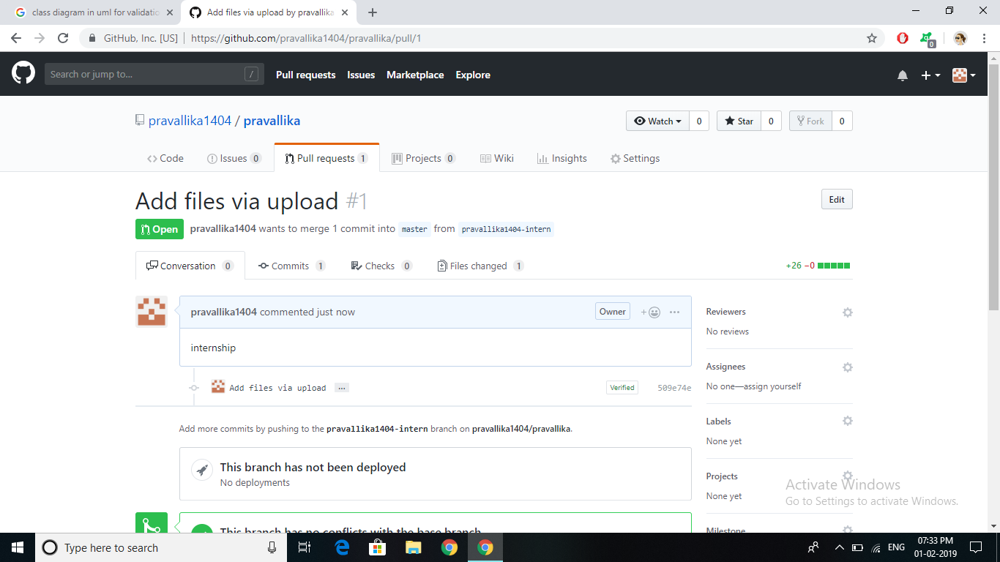 class diagram in uml for validatio
Add files via upload by pravallika
GitHub, Inc. [US] https://github.com/pravallika1404/pravallika/pull/1
0
Search or jump to... /
Pull requests Issues Marketplace Explore
pravallika1404 / pravallika
Watch 0 Star 0 Fork 0
Code Issues 0 Pull requests 1 Projects 0 Wiki Insights Settings
Add files via upload #1
Edit
Open pravallika1404 wants to merge 1 commit into master from pravallika1404-intern
Conversation 0 Commits 1 Checks 0 Files changed 1 +26 −0
pravallika1404 commented just now Owner
internship
Add files via upload Verified 509e74e
Add more commits by pushing to the pravallika1404-intern branch on pravallika1404/pravallika.
This branch has not been deployed
No deployments
This branch has no conflicts with the base branch
Reviewers
No reviews
Assignees
No one—assign yourself
Labels
None yet
Projects
None yet
Milestone
Activate Windows
Go to Settings to activate Windows.
Type here to search
ENG
07:33 PM
01-02-2019